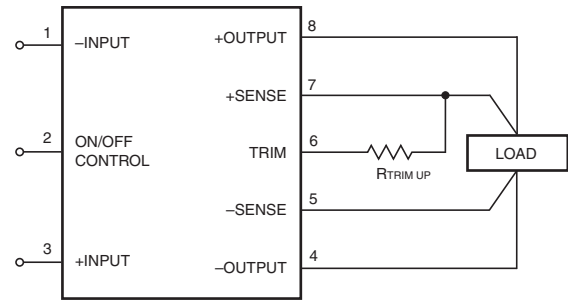 1
–INPUT
+OUTPUT
8
+SENSE
7
2
ON/OFF
CONTROL
TRIM
6
RTRIM UP
LOAD
–SENSE
5
3
+INPUT
–OUTPUT
4